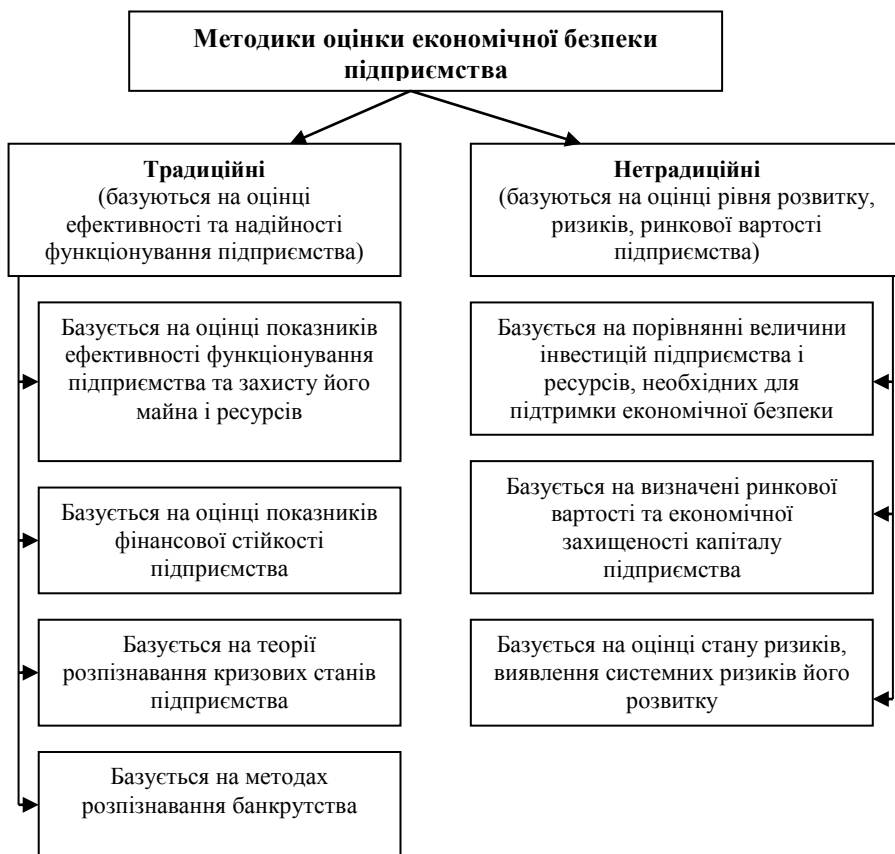 Методики оцінки економічної безпеки
підприємства
Традиційні
(базуються на оцінці
ефективності та надійності
функціонування підприємства)
Нетрадиційні
(базуються на оцінці рівня розвитку,
ризиків, ринкової вартості
підприємства)
Базується на оцінці показників
ефективності функціонування
підприємства та захисту його
майна і ресурсів
Базується на порівнянні величини
інвестицій підприємства і
ресурсів, необхідних для
підтримки економічної безпеки
Базується на оцінці показників
фінансової стійкості
підприємства
Базується на визначені ринкової
вартості та економічної
захищеності капіталу
підприємства
Базується на теорії
розпізнавання кризових станів
підприємства
Базується на оцінці стану ризиків,
виявлення системних ризиків його
розвитку
Базується на методах
розпізнавання банкрутства